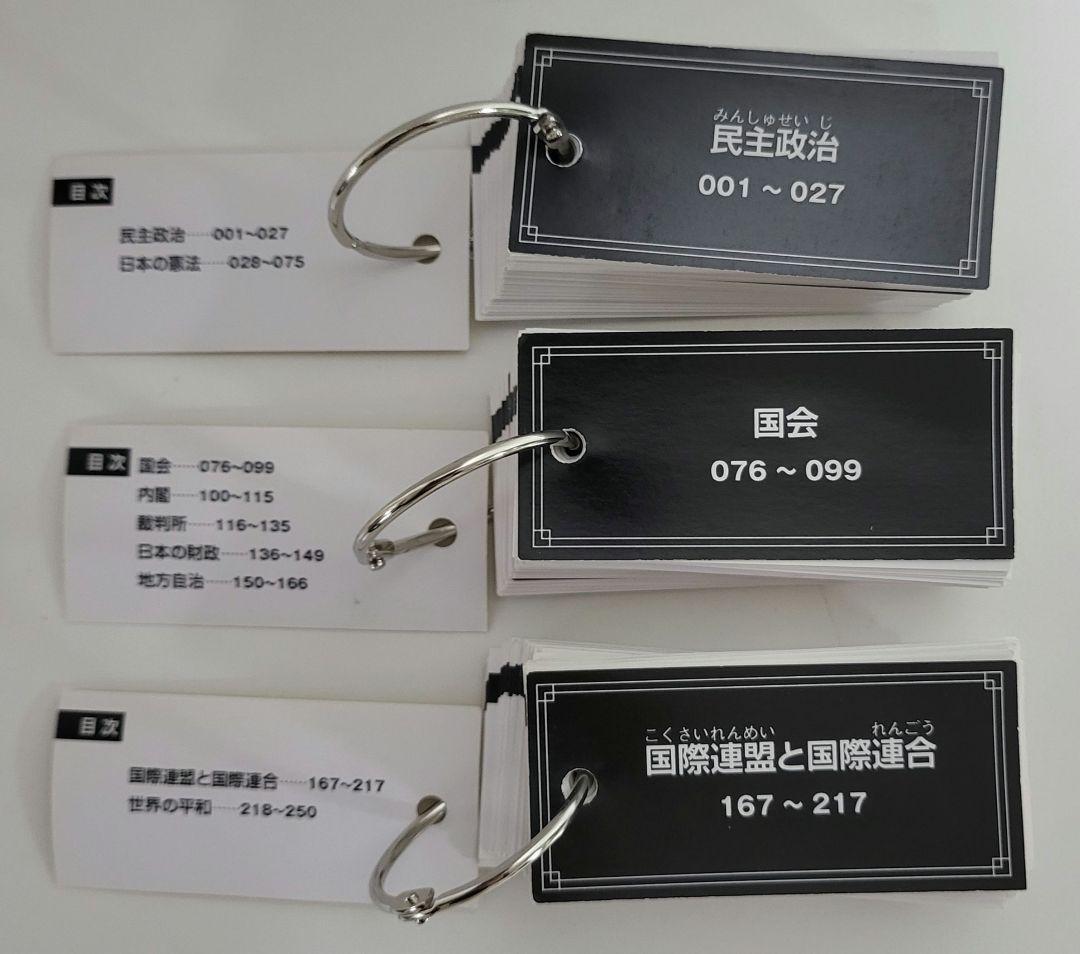 目次
民主政治……001~027
日本の憲法……028~075
みんしゅせいじ
民主政治
001 ~ 027
目次
国会……076~099
内閣……100~115
裁判所……116~135
日本の財政……136~149
地方自治……150~166
国会
076 ~ 099
目次
国際連盟と国際連合……167~217
世界の平和……218~250
こくさいれんめい れんごう
国際連盟と国際連合
167 ~ 217